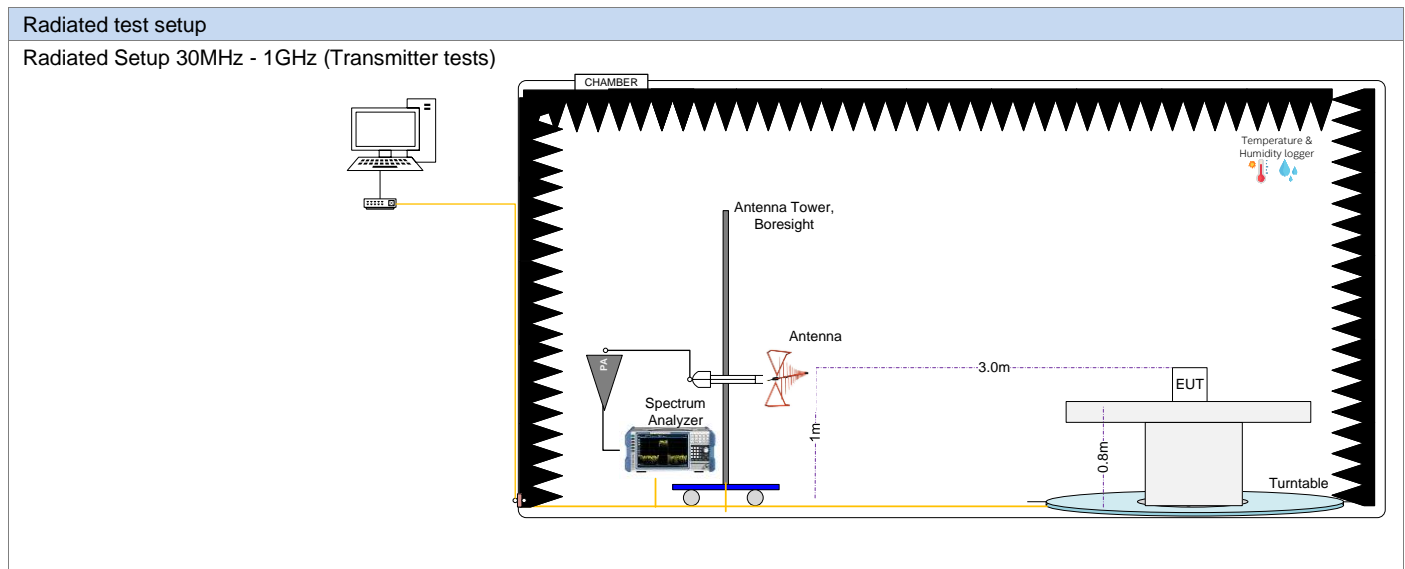 Radiated test setup
Radiated Setup 30MHz - 1GHz (Transmitter tests)
CHAMBER
Temperature &
Humidity logger
Antenna Tower,
Boresight
Antenna
PA
3.0m
EUT
Spectrum
Analyzer
1m
0.8m
Turntable